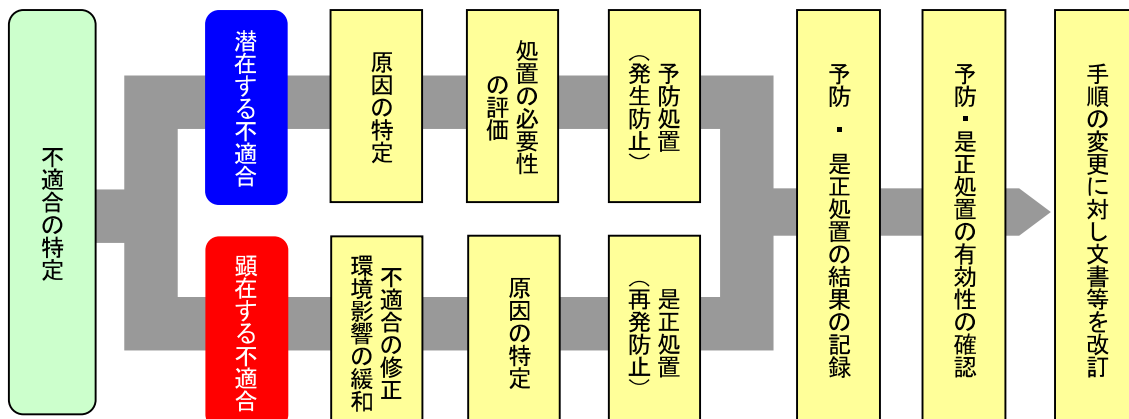 不適合の特定
潜在する不適合
原因の特定
処置の必要性
の評価
予防処置
（発生防止）
顕在する不適合
不適合の修正
環境影響の緩和
原因の特定
是正処置
（再発防止）
予防・是正処置の結果の記録
予防・是正処置の有効性の確認
手順の変更に対し文書等を改訂